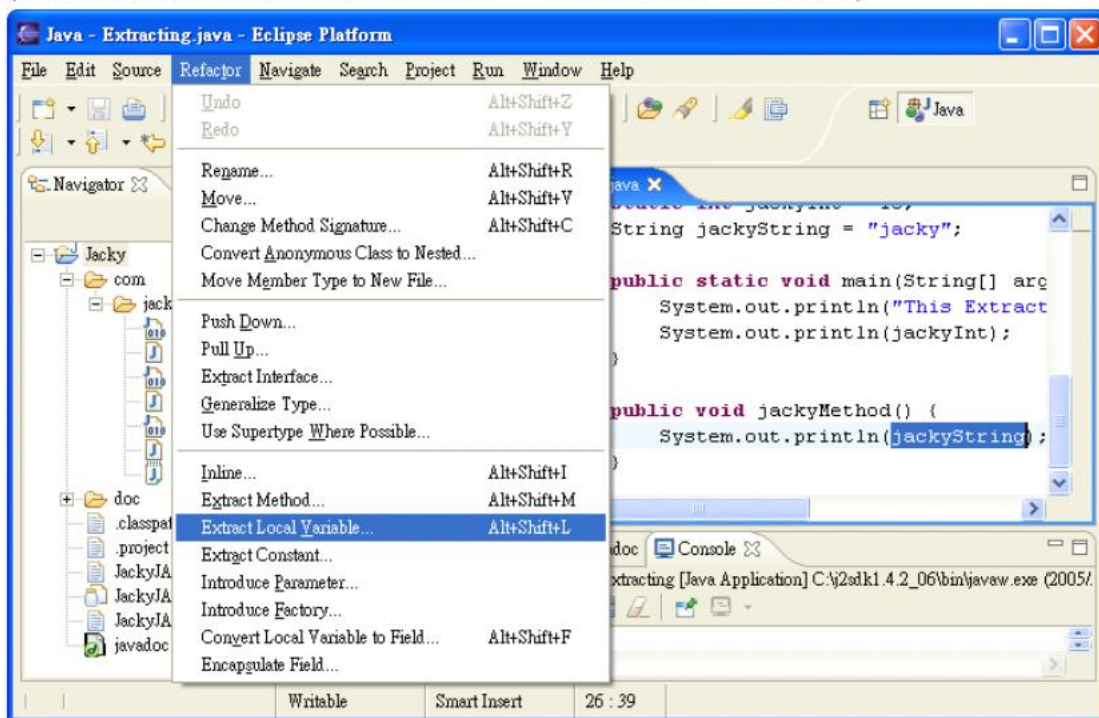 Java - Extracting.java - Eclipse Platform
File Edit Source Refactor Navigate Search Project Run Window Help
Java
Undo Alt+Shift+Z
Redo Alt+Shift+Y
Rename... Alt+Shift+R
Move... Alt+Shift+V
Change Method Signature... Alt+Shift+C
Convert Anonymous Class to Nested...
Move Member Type to New File...
Push Down...
Pull Up...
Extract Interface...
Generalize Type...
Use Supertype Where Possible...
Inline... Alt+Shift+I
Extract Method... Alt+Shift+M
Extract Local Variable... Alt+Shift+L
Extract Constant...
Introduce Parameter...
Introduce Factory...
Convert Local Variable to Field... Alt+Shift+F
Encapsulate Field...
Navigator
Jacky
com
jack
doc
.classpat
.project
JackyJA
JackyJA
JackyJA
javadoc
java
String jackyString = "jacky";
public static void main(String[] arg
System.out.println("This Extract
System.out.println(jackyInt);
}
public void jackyMethod() {
System.out.println(jackyString);
}
doc Console
xtracting [Java Application] C:\j2sdk1.4.2_06\bin\javaw.exe (2005/
Writable Smart Insert 26 : 39